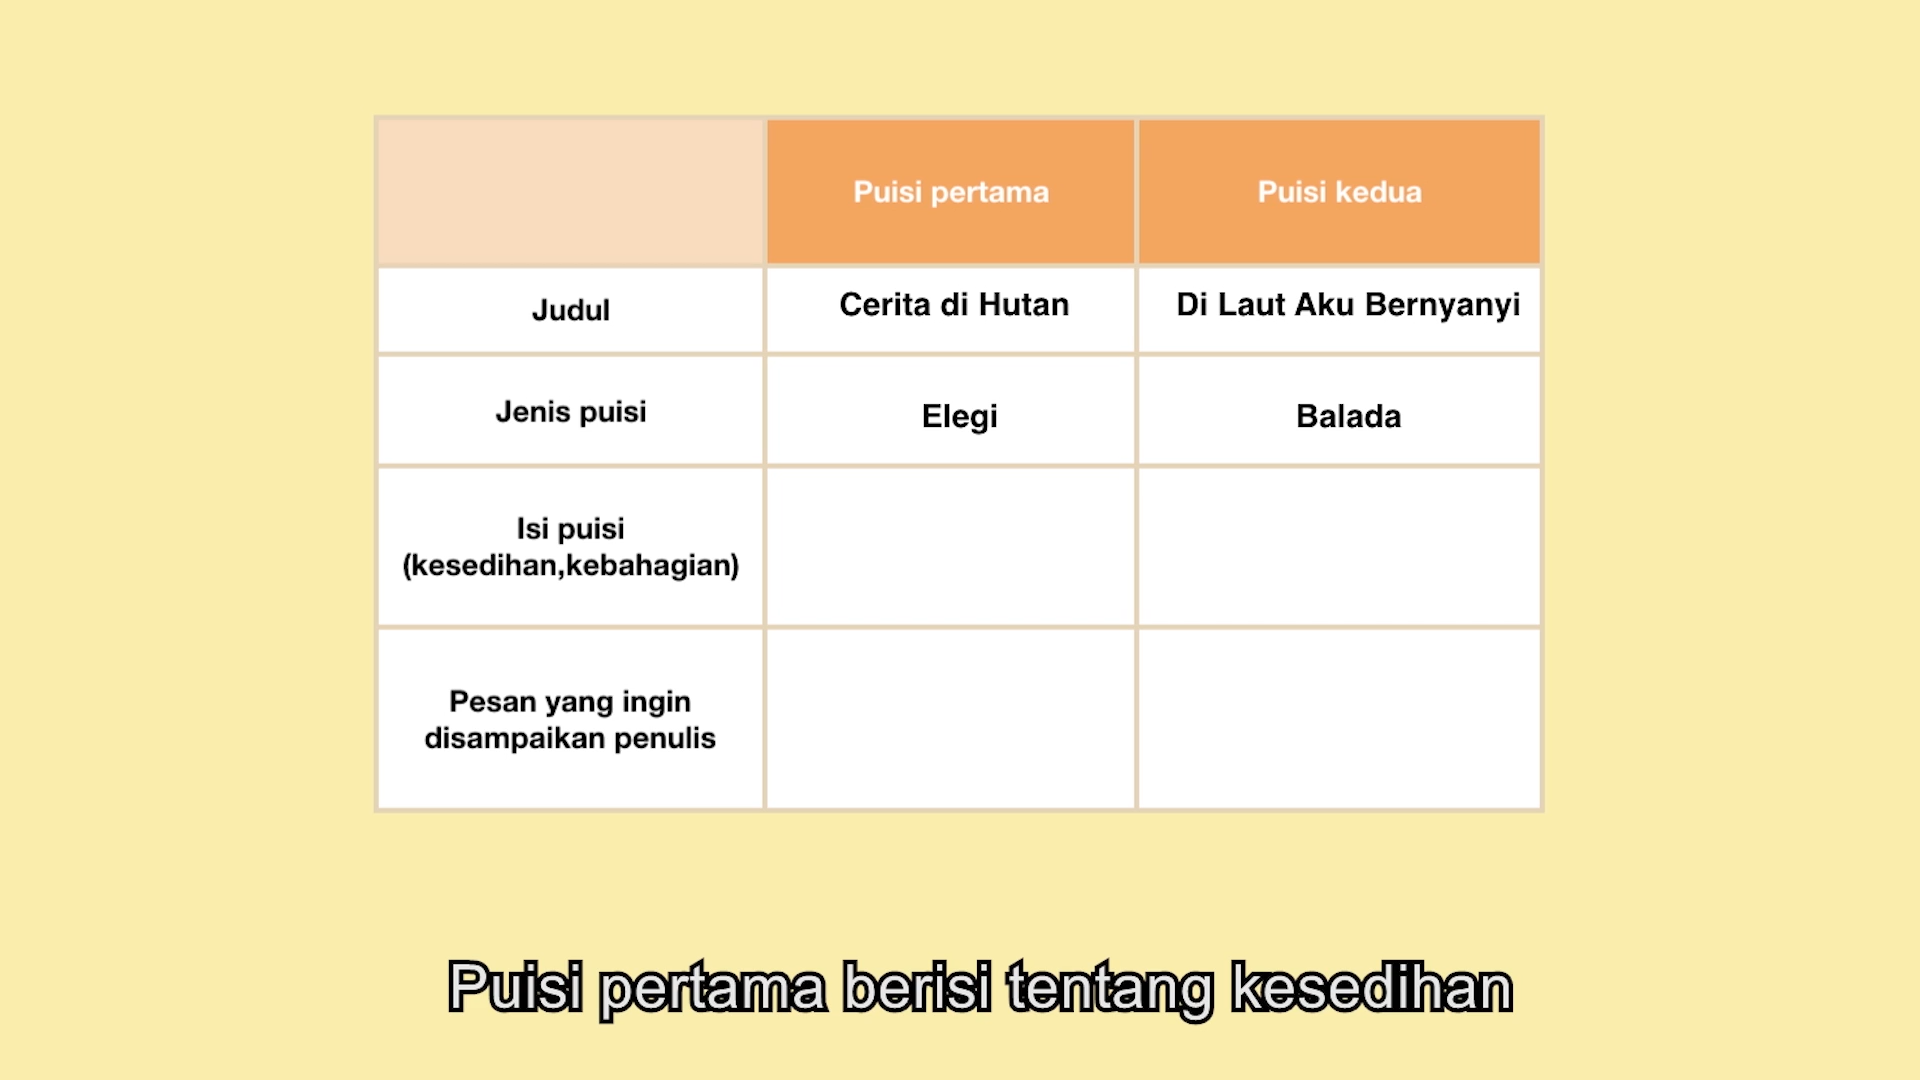 Puisi pertama
Puisi kedua
Judul
Cerita di Hutan
Di Laut Aku Bernyanyi
Jenis puisi
Elegi
Balada
Isi puisi
(kesedihan,kebahagian)
Pesan yang ingin
disampaikan penulis
Puisi pertama berisi tentang kesedihan